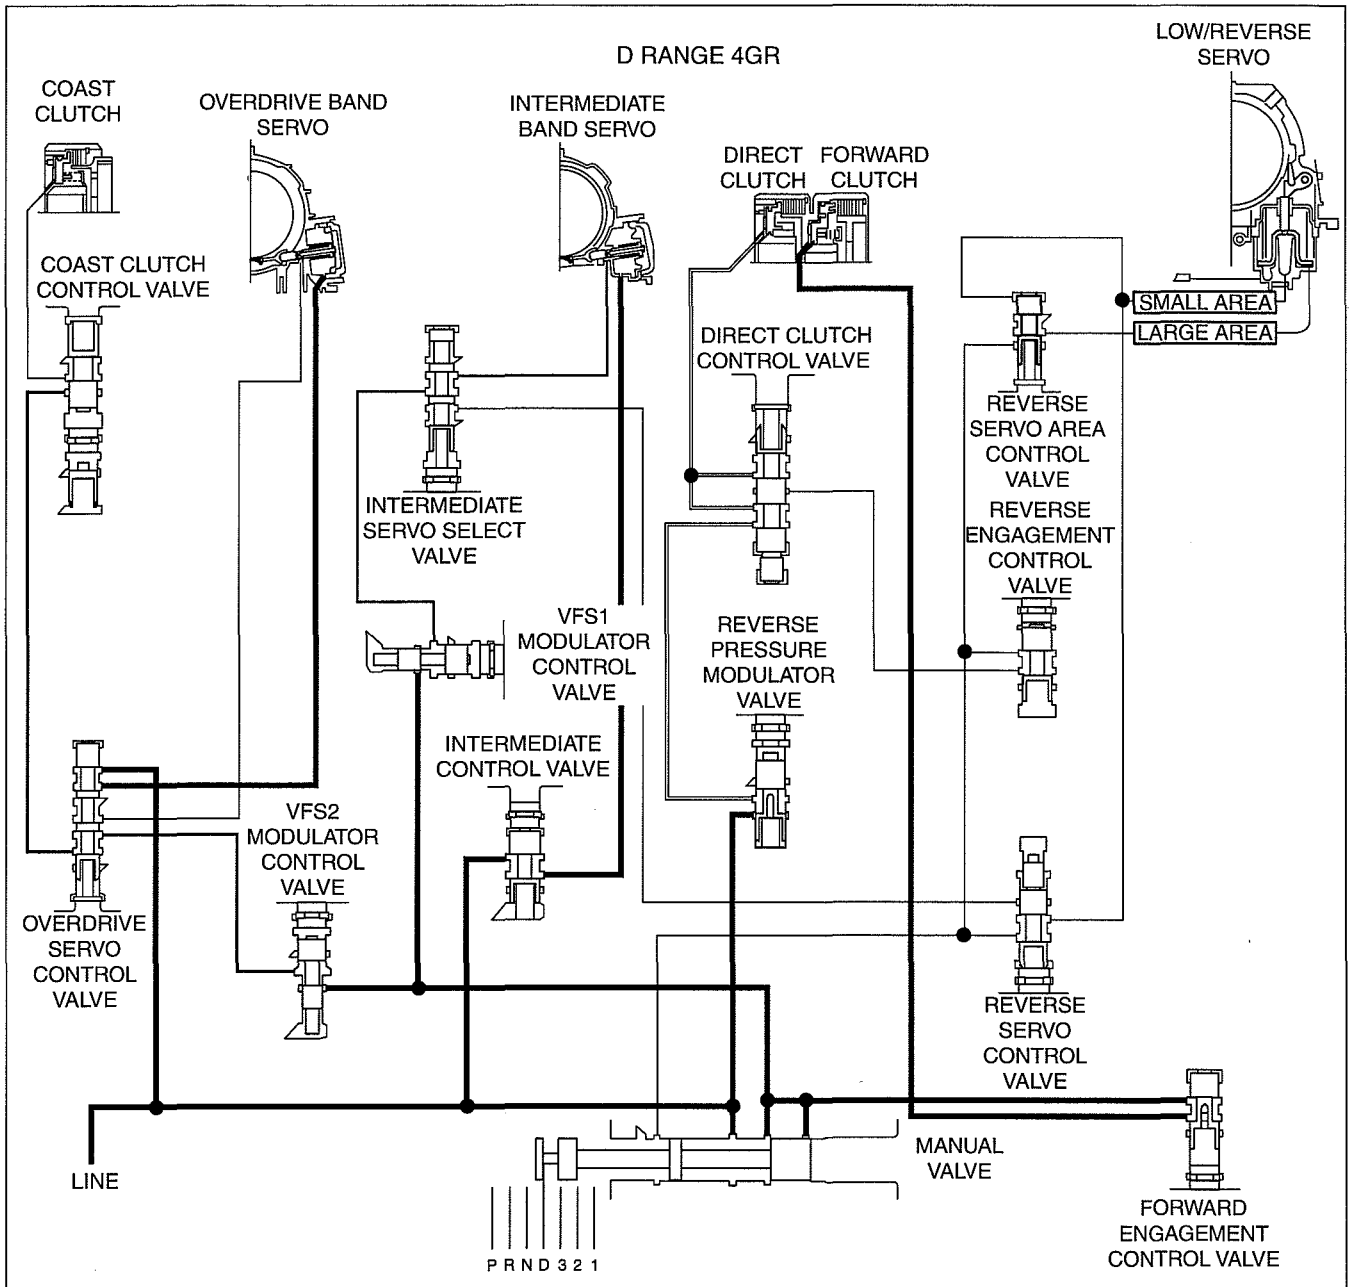 D RANGE 4GR
LOW/REVERSE
SERVO
COAST
CLUTCH
OVERDRIVE BAND
SERVO
INTERMEDIATE
BAND SERVO
DIRECT
CLUTCH
FORWARD
CLUTCH
COAST CLUTCH
CONTROL VALVE
SMALL AREA
LARGE AREA
DIRECT CLUTCH
CONTROL VALVE
REVERSE
SERVO AREA
CONTROL
VALVE
INTERMEDIATE
SERVO SELECT
VALVE
REVERSE
ENGAGEMENT
CONTROL
VALVE
VFS1
MODULATOR
CONTROL
VALVE
REVERSE
PRESSURE
MODULATOR
VALVE
INTERMEDIATE
CONTROL VALVE
VFS2
MODULATOR
CONTROL
VALVE
OVERDRIVE
SERVO
CONTROL
VALVE
REVERSE
SERVO
CONTROL
VALVE
LINE
MANUAL
VALVE
P R N D 3 2 1
FORWARD
ENGAGEMENT
CONTROL VALVE